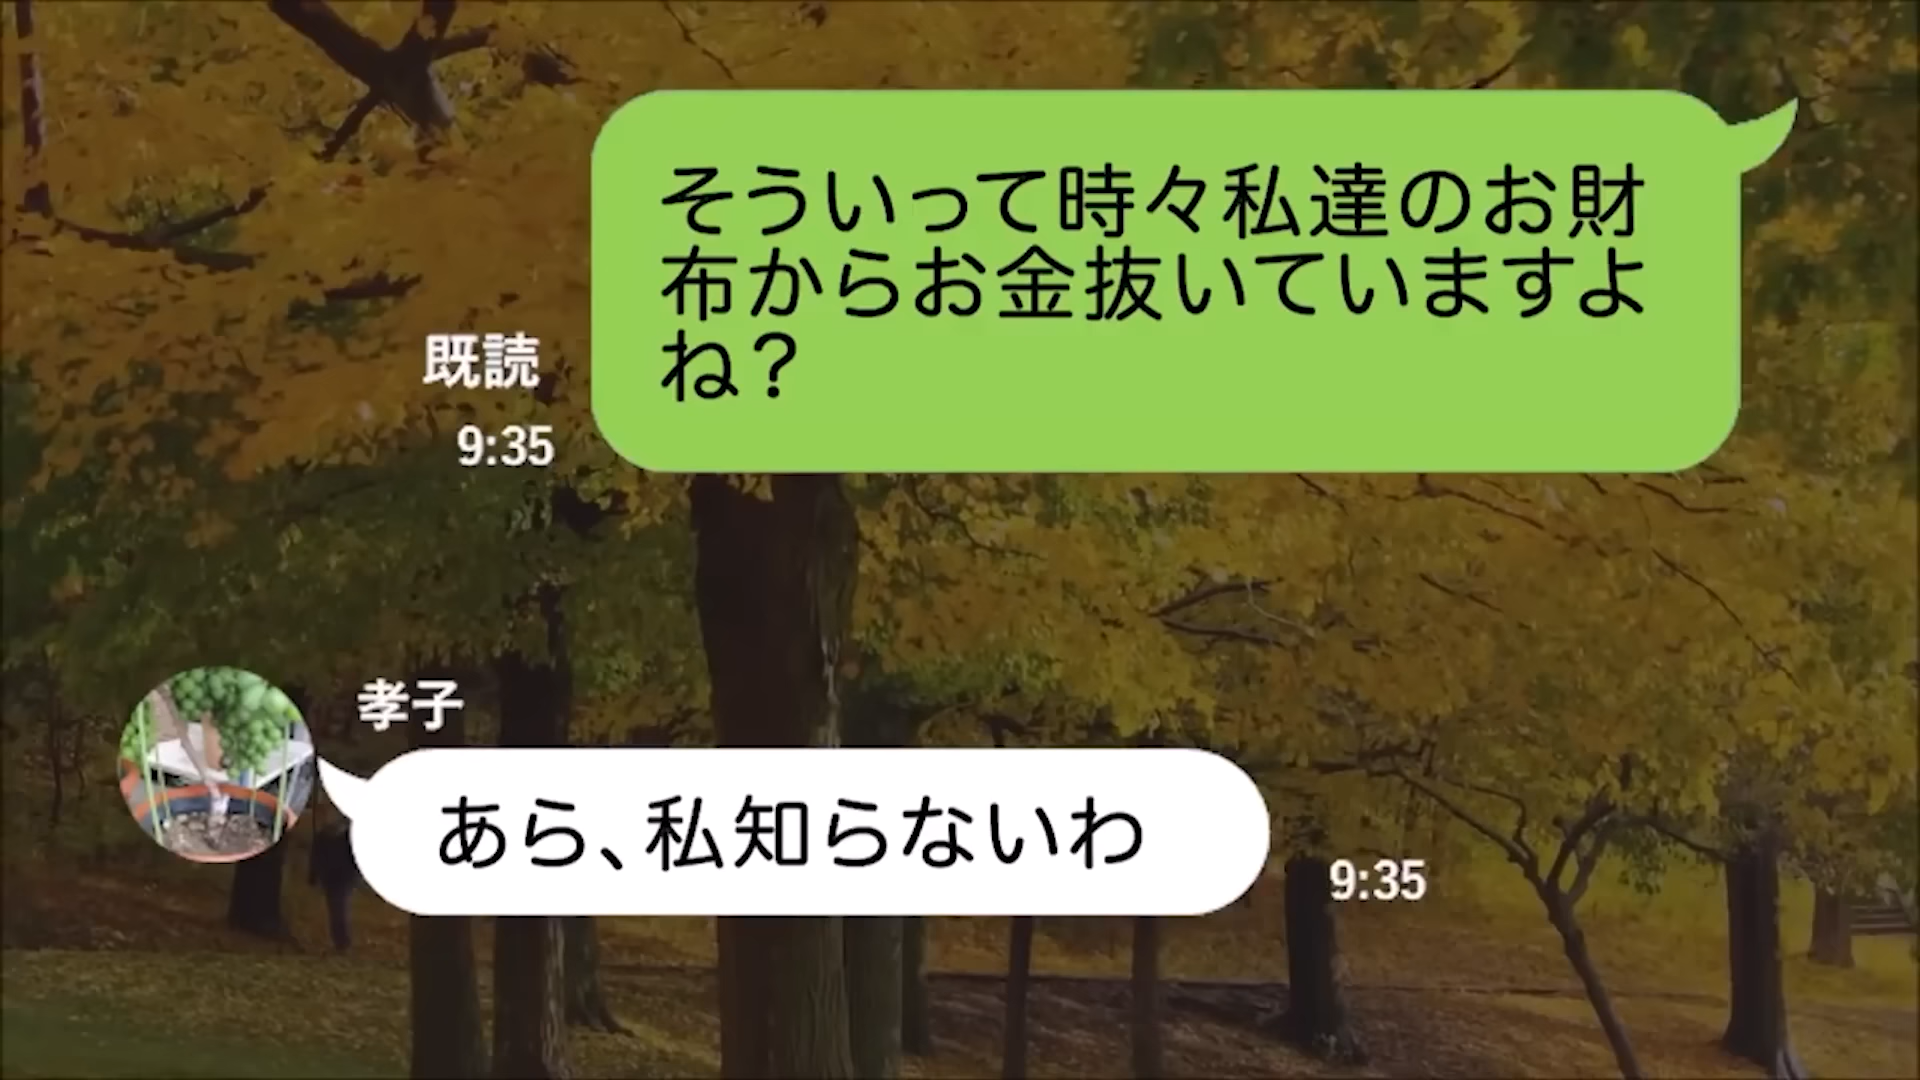 そういって時々私達のお財
布からお金抜いていますよ
ね？
既読
9:35
孝子
あら、私知らないわ
9:35